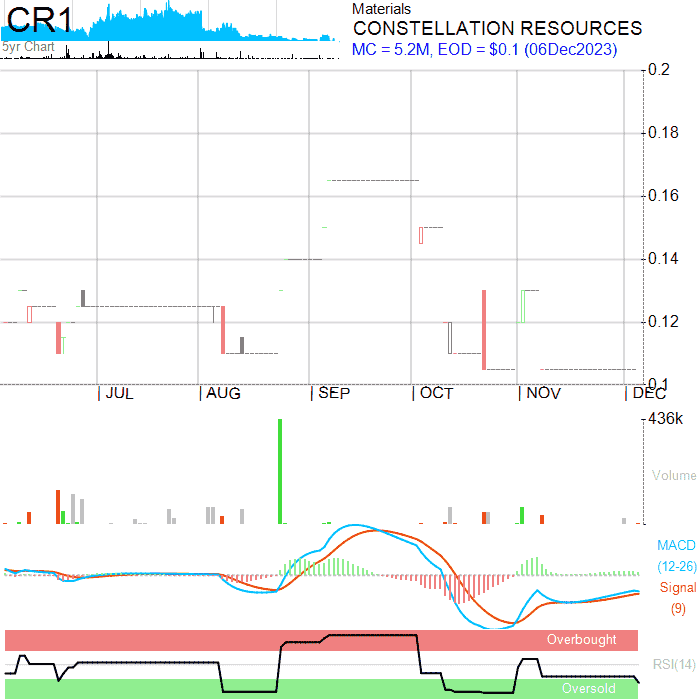 CR1
5yr Chart
Materials
CONSTELLATION RESOURCES
MC = 5.2M, EOD = $0.1 (06Dec2023)
0.2
0.18
0.16
0.14
0.12
0.1
JUL
AUG
SEP
OCT
NOV
DEC
436k
Volume
MACD
(12-26)
Signal
(9)
Overbought
RSI(14)
Oversold